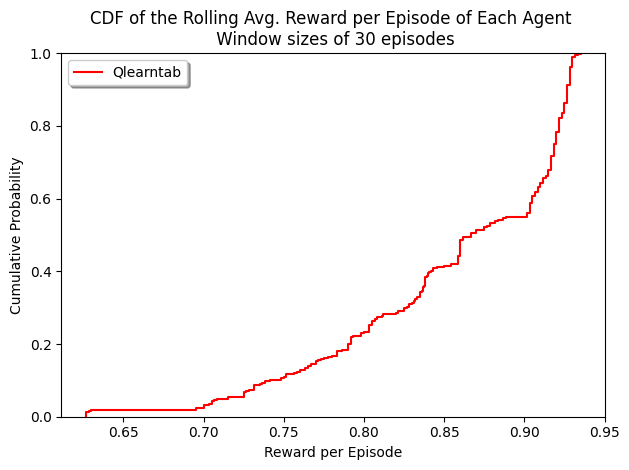 CDF of the Rolling Avg. Reward per Episode of Each Agent
Window sizes of 30 episodes
Qlearntab
1.0
0.8
0.6
0.4
0.2
0.0
Cumulative Probability
0.65
0.70
0.75
0.80
0.85
0.90
0.95
Reward per Episode